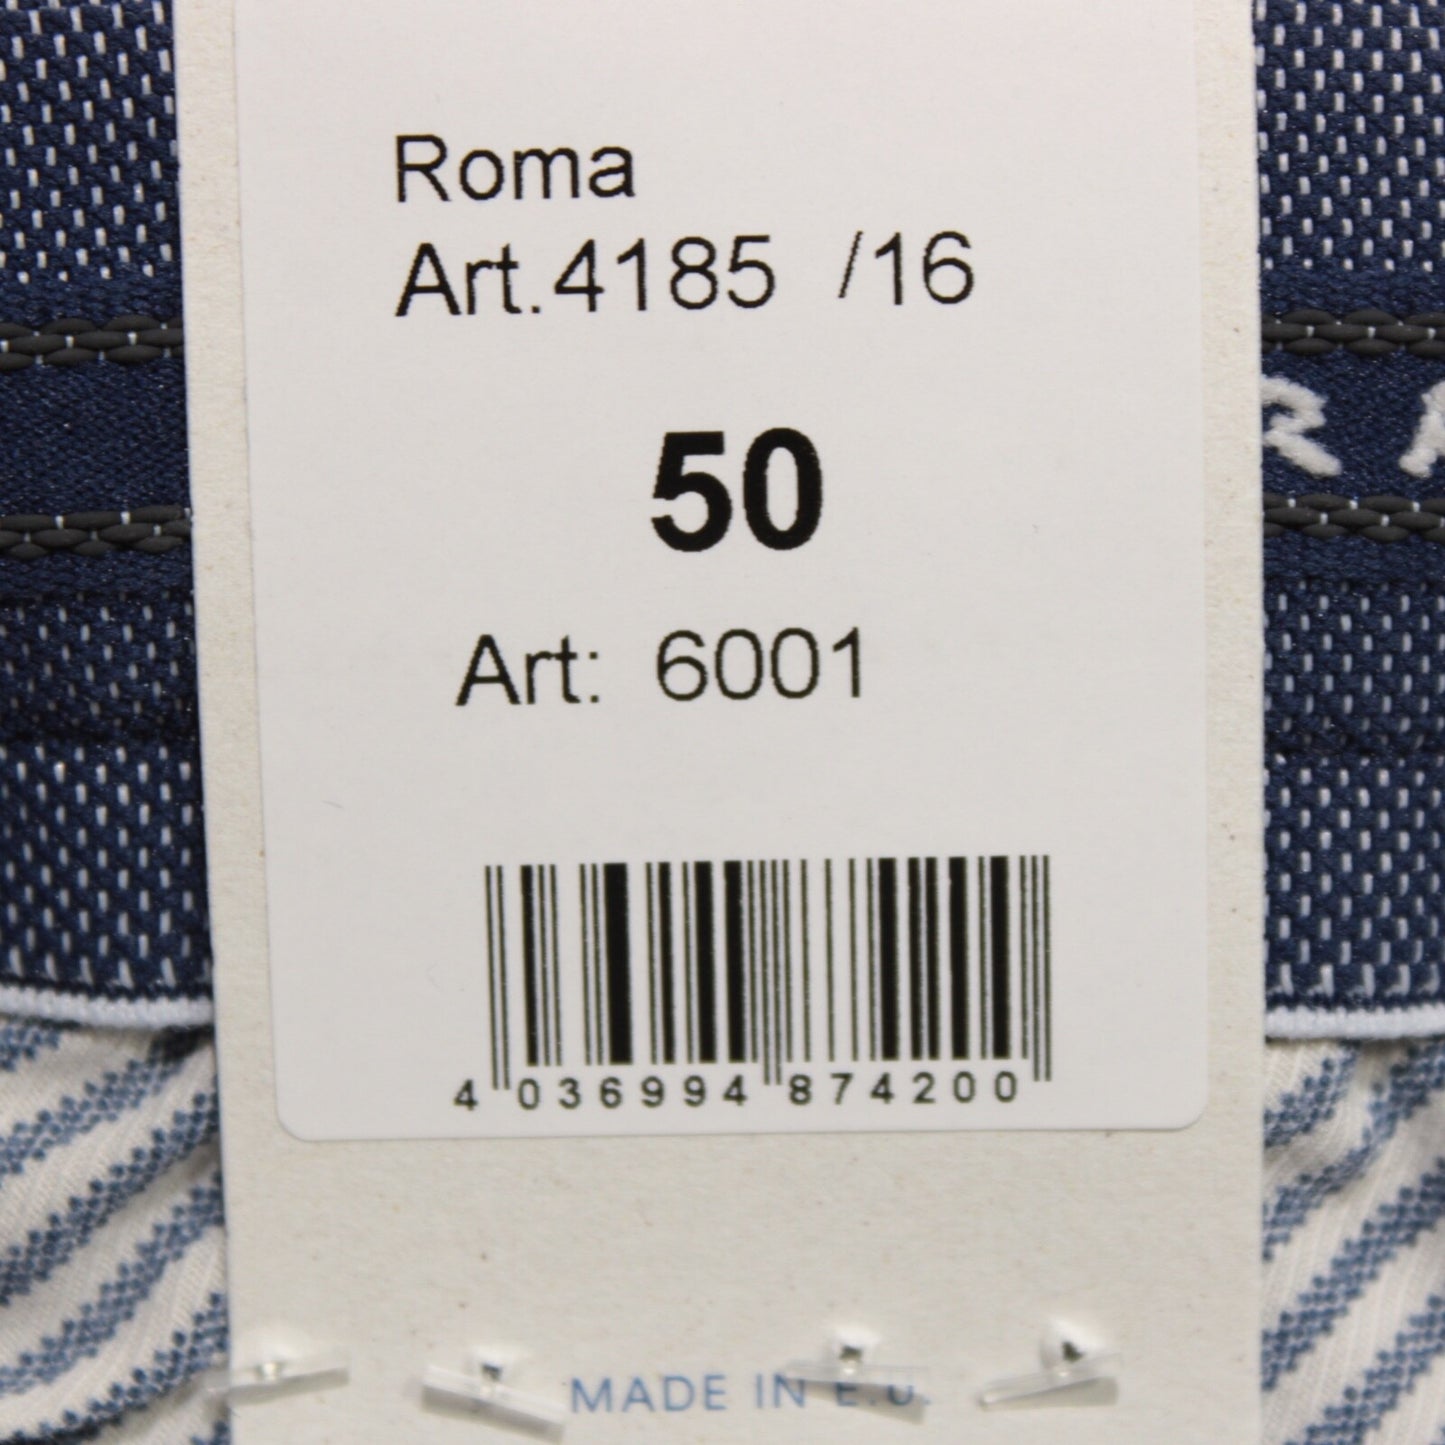 Roma
Art.4185 /16
50
Art: 6001
4 036994 874200
MADE IN E.U.